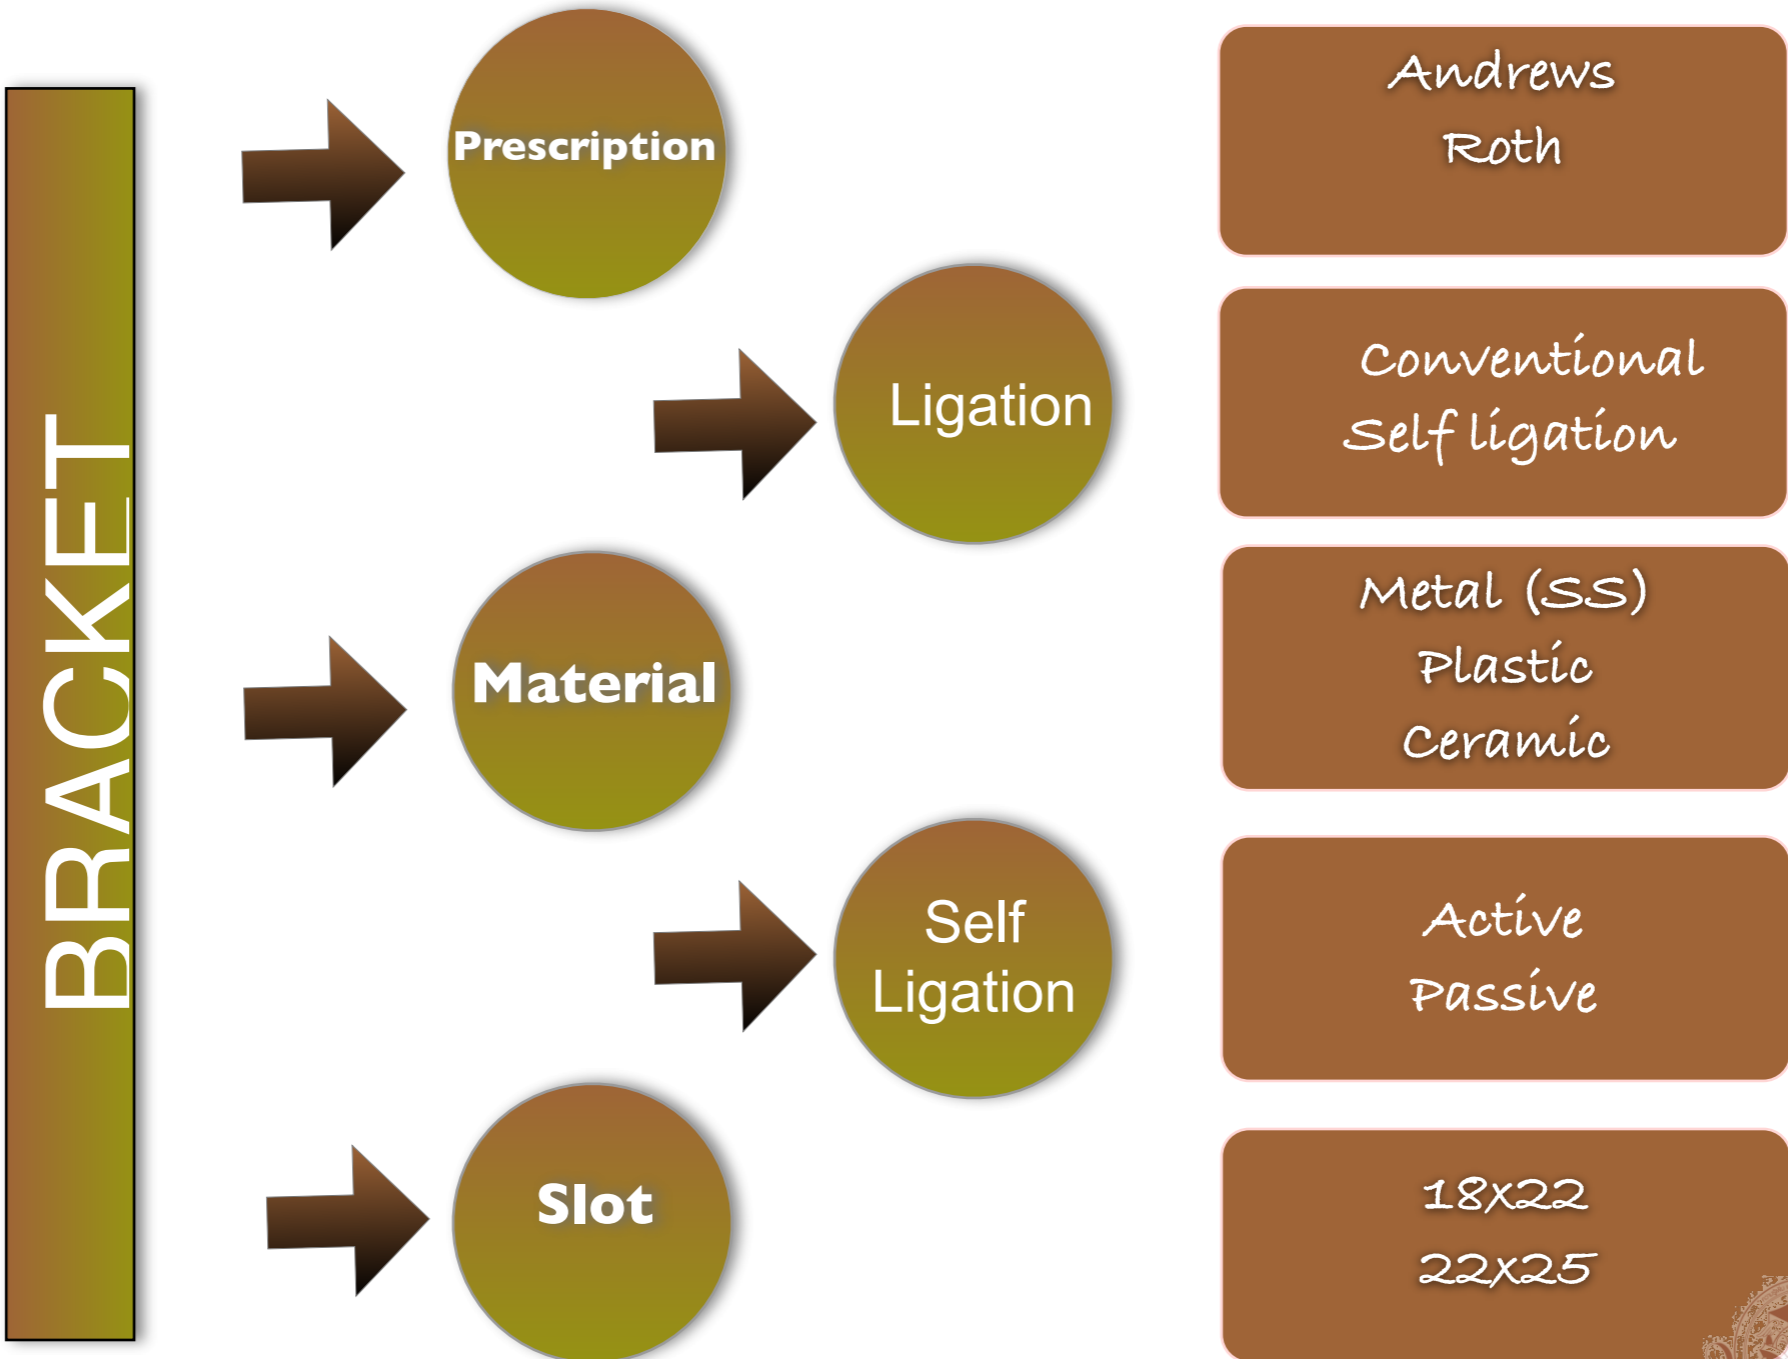 BRACKET
Prescription
Andrews
Roth
Ligation
Conventional
Self ligation
Material
Metal (SS)
Plastic
Ceramic
Self
Ligation
Active
Passive
Slot
18x22
22x25